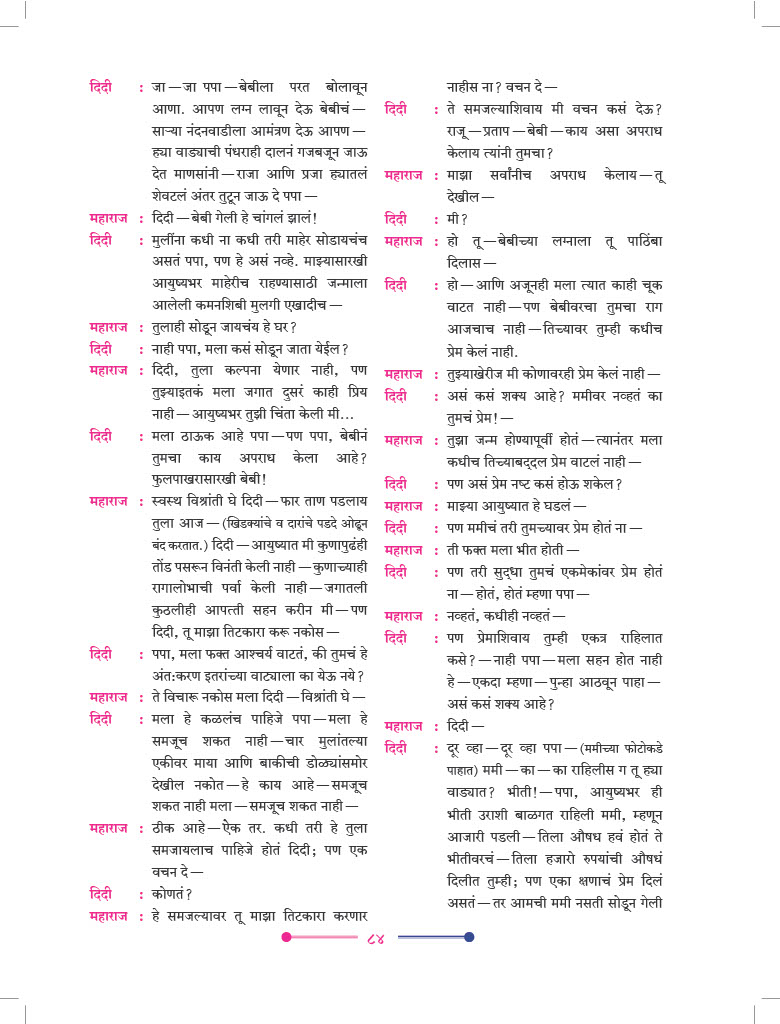 दिदी : जा — जा पपा — बेबीला परत बोलावून
आणा. आपण लग्न लावून देऊ बेबीचं —
साऱ्या नंदनवाडीला आमंत्रण देऊ आपण —
ह्या वाड्याची पंधराही दालनं गजबजून जाऊ
देत माणसांनी — राजा आणि प्रजा ह्यातलं
शेवटलं अंतर तुटून जाऊ दे पपा —
महाराज : दिदी — बेबी गेली हे चांगलं झालं!
दिदी : मुलींना कधी ना कधी तरी माहेर सोडायचंच
असतं पपा, पण हे असं नव्हे. माझ्यासारखी
आयुष्यभर माहेरीच राहण्यासाठी जन्माला
आलेली कमनशिबी मुलगी एखादीच —
महाराज : तुलाही सोडून जायचंय हे घर?
दिदी : नाही पपा, मला कसं सोडून जाता येईल?
महाराज : दिदी, तुला कल्पना येणार नाही, पण
तुझ्याइतकं मला जगात दुसरं काही प्रिय
नाही — आयुष्यभर तुझी चिंता केली मी...
दिदी : मला ठाऊक आहे पपा — पण पपा, बेबीनं
तुमचा काय अपराध केला आहे?
फुलपाखरासारखी बेबी!
महाराज : स्वस्थ विश्रांती घे दिदी — फार ताण पडलाय
तुला आज — (खिडक्यांचे व दारांचे पडदे ओढून
बंद करतात.) दिदी — आयुष्यात मी कुणापुढंही
तोंड पसरून विनंती केली नाही — कुणाच्याही
रागालोभाची पर्वा केली नाही — जगातली
कुठलीही आपत्ती सहन करीन मी — पण
दिदी, तू माझा तिटकारा करू नकोस —
दिदी : पपा, मला फक्त आश्चर्य वाटतं, की तुमचं हे
अंत:करण इतरांच्या वाट्याला का येऊ नये?
महाराज : ते विचारू नकोस मला दिदी — विश्रांती घे —
दिदी : मला हे कळलंच पाहिजे पपा — मला हे
समजूच शकत नाही — चार मुलांतल्या
एकीवर माया आणि बाकीची डोळ्यांसमोर
देखील नकोत — हे काय आहे — समजूच
शकत नाही मला — समजूच शकत नाही —
महाराज : ठीक आहे — ऐक तर. कधी तरी हे तुला
समजायलाच पाहिजे होतं दिदी; पण एक
वचन दे —
दिदी : कोणतं?
महाराज : हे समजल्यावर तू माझा तिटकारा करणार
नाहीस ना? वचन दे —
दिदी : ते समजल्याशिवाय मी वचन कसं देऊ?
राजू — प्रताप — बेबी — काय असा अपराध
केलाय त्यांनी तुमचा?
महाराज : माझा सर्वांनीच अपराध केलाय — तू
देखील —
दिदी : मी?
महाराज : हो तू — बेबीच्या लग्नाला तू पाठिंबा
दिलास —
दिदी : हो — आणि अजूनही मला त्यात काही चूक
वाटत नाही — पण बेबीवरचा तुमचा राग
आजचाच नाही — तिच्यावर तुम्ही कधीच
प्रेम केलं नाही.
महाराज : तुझ्याखेरीज मी कोणावरही प्रेम केलं नाही —
दिदी : असं कसं शक्य आहे? ममीवर नव्हतं का
तुमचं प्रेम! —
महाराज : तुझा जन्म होण्यापूर्वी होतं — त्यानंतर मला
कधीच तिच्याबद्दल प्रेम वाटलं नाही —
दिदी : पण असं प्रेम नष्ट कसं होऊ शकेल?
महाराज : माझ्या आयुष्यात हे घडलं —
दिदी : पण ममीचं तरी तुमच्यावर प्रेम होतं ना —
महाराज : ती फक्त मला भीत होती —
दिदी : पण तरी सुद्धा तुमचं एकमेकांवर प्रेम होतं
ना — होतं, होतं म्हणा पपा —
महाराज : नव्हतं, कधीही नव्हतं —
दिदी : पण प्रेमाशिवाय तुम्ही एकत्र राहिलात
कसे? — नाही पपा — मला सहन होत नाही
हे — एकदा म्हणा — पुन्हा आठवून पाहा —
असं कसं शक्य आहे?
महाराज : दिदी —
दिदी : दूर व्हा — दूर व्हा पपा — (ममीच्या फोटोकडे
पाहात) ममी — का — का राहिलीस ग तू ह्या
वाड्यात? भीती! — पपा, आयुष्यभर ही
भीती उराशी बाळगत राहिली ममी, म्हणून
आजारी पडली — तिला औषध हवं होतं ते
भीतीवरचं — तिला हजारो रुपयांची औषधं
दिलीत तुम्ही; पण एका क्षणाचं प्रेम दिलं
असतं — तर आमची ममी नसती सोडून गेली
८४